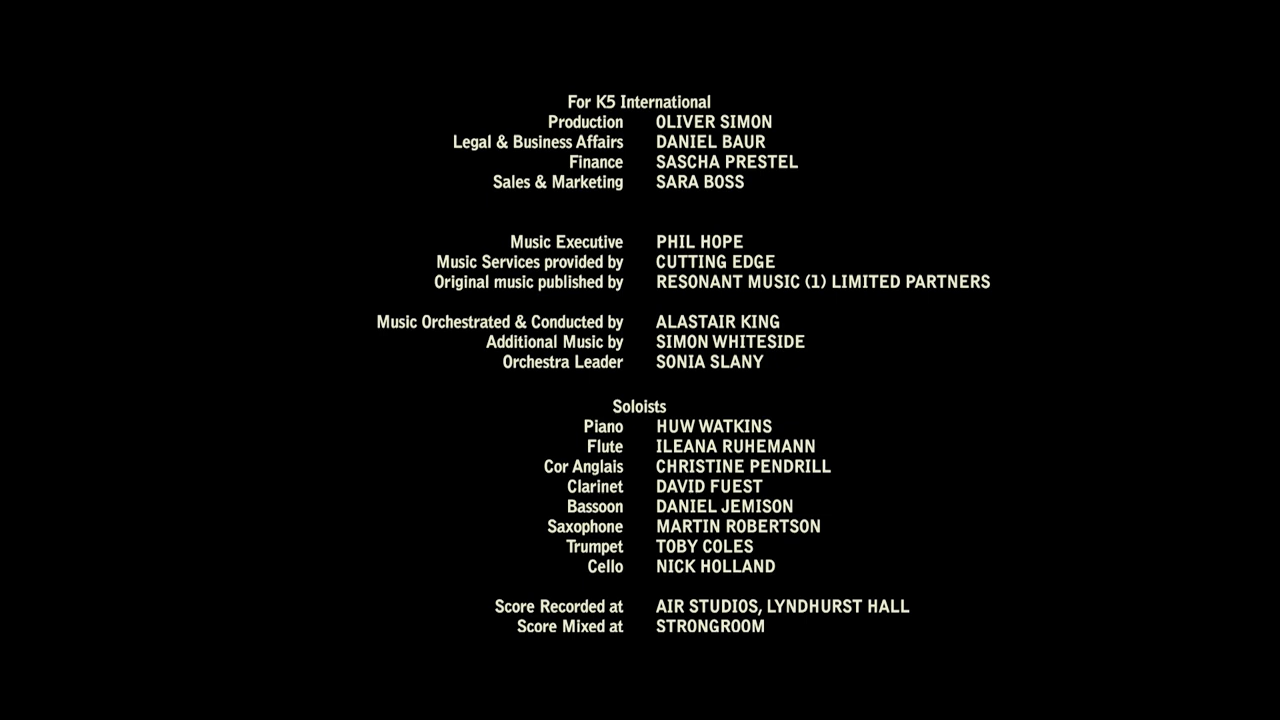 For K5 International
Production OLIVER SIMON
Legal & Business Affairs DANIEL BAUR
Finance SASCHA PRESTEL
Sales & Marketing SARA BOSS
Music Executive PHIL HOPE
Music Services provided by CUTTING EDGE
Original music published by RESONANT MUSIC (1) LIMITED PARTNERS
Music Orchestrated & Conducted by ALASTAIR KING
Additional Music by SIMON WHITESIDE
Orchestra Leader SONIA SLANY
Soloists
Piano HUW WATKINS
Flute ILEANA RUHEMANN
Cor Anglais CHRISTINE PENDRILL
Clarinet DAVID FUEST
Bassoon DANIEL JEMISON
Saxophone MARTIN ROBERTSON
Trumpet TOBY COLES
Cello NICK HOLLAND
Score Recorded at AIR STUDIOS, LYNDHURST HALL
Score Mixed at STRONGROOM